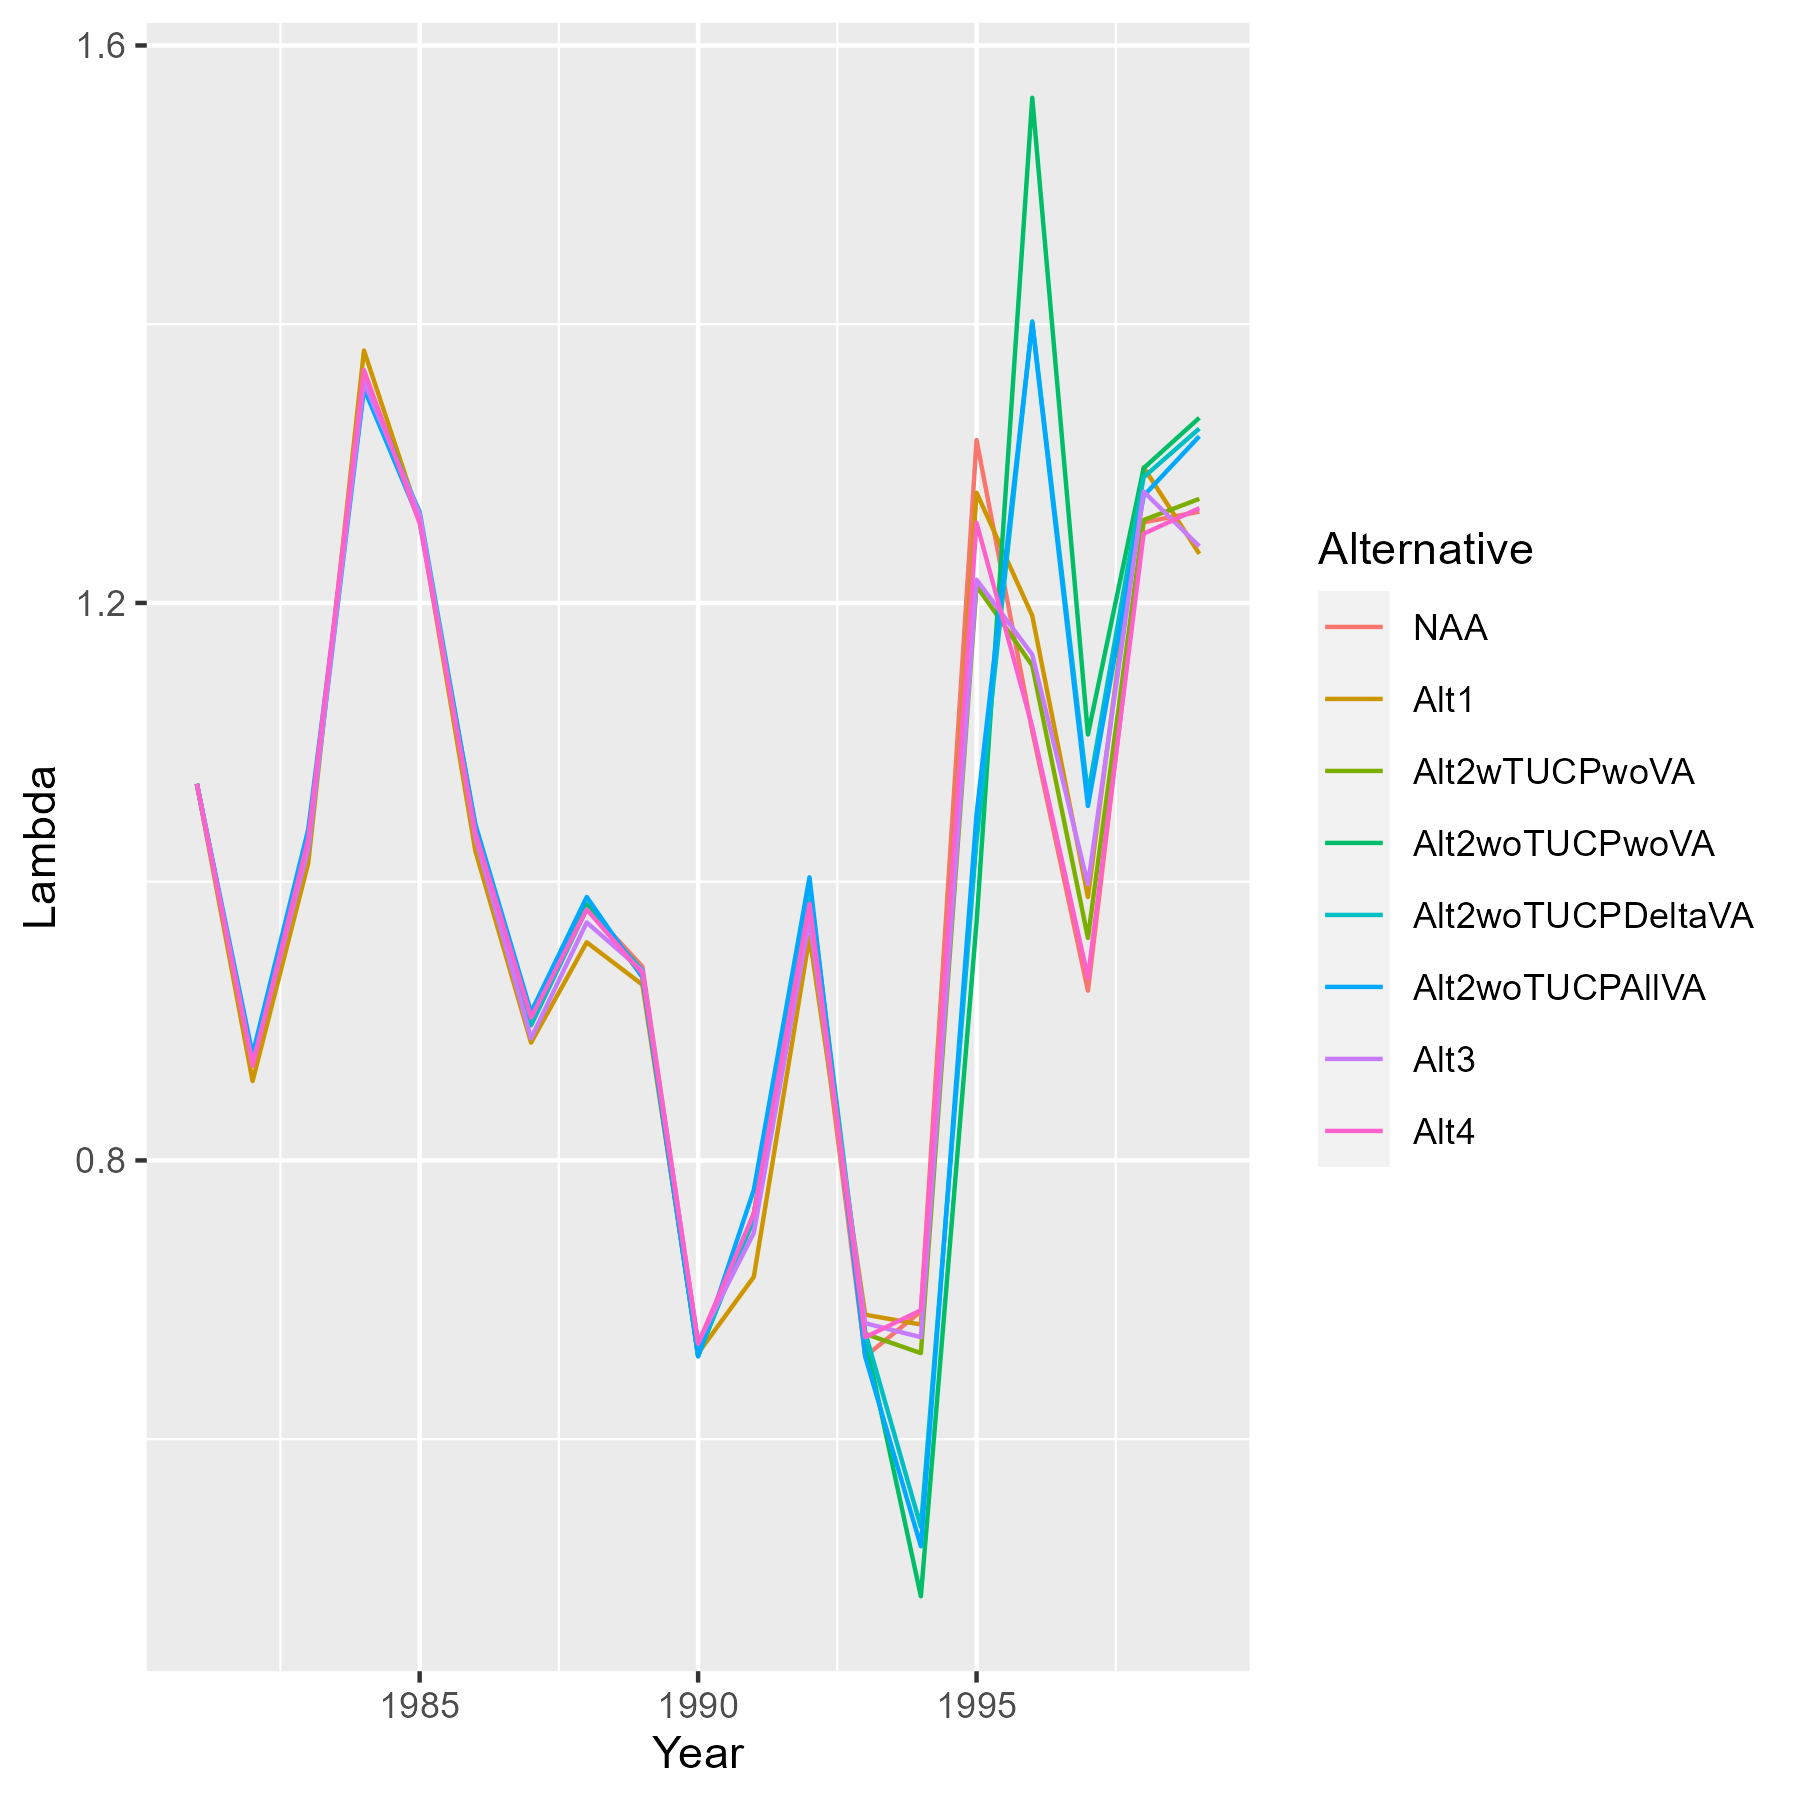 1.6
1.2
0.8
Lambda
1985
1990
1995
Year
Alternative
NAA
Alt1
Alt2wTUCPwoVA
Alt2woTUCPwoVA
Alt2woTUCPDeltaVA
Alt2woTUCPAllVA
Alt3
Alt4